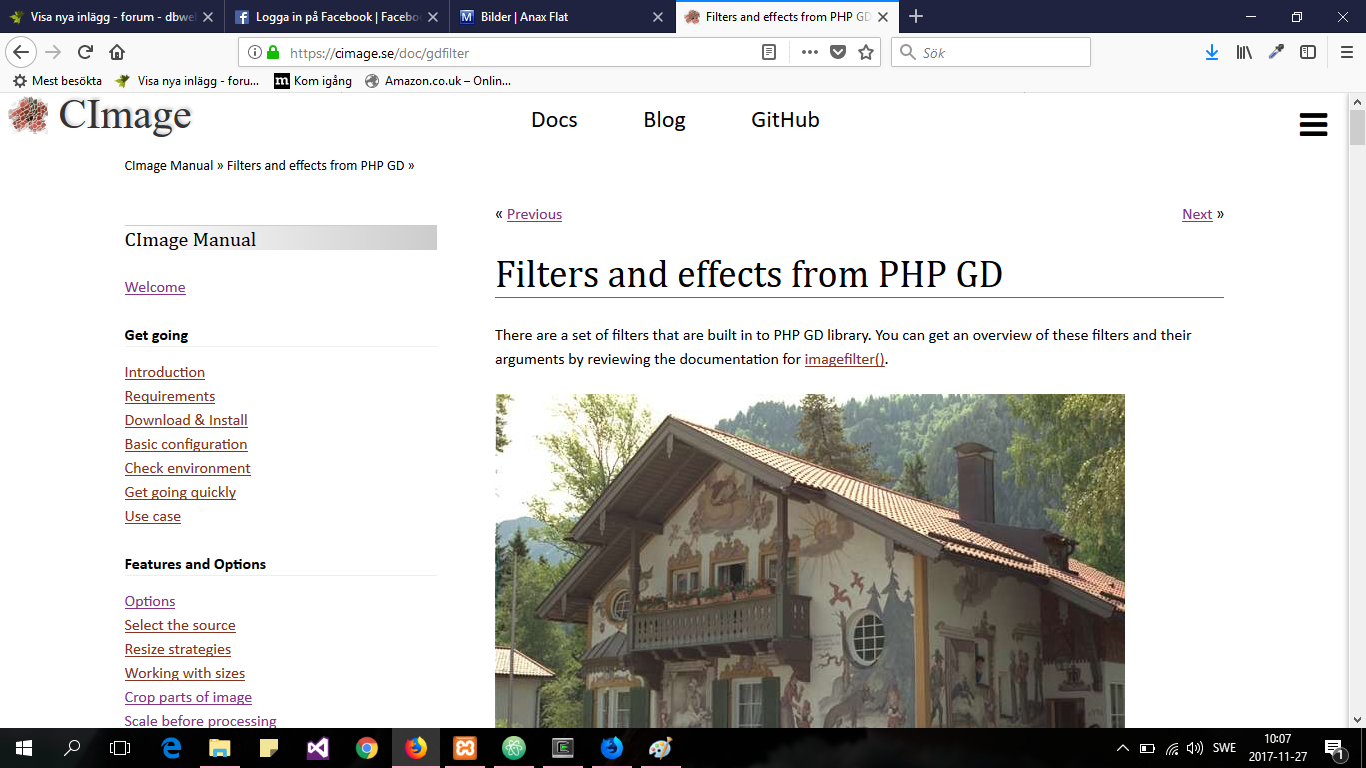 Visa nya inlägg - forum - dbwe
Logga in på Facebook | Facebo
Bilder | Anax Flat
Filters and effects from PHP GD
https://cimage.se/doc/gdfilter
Sök
Mest besökta
Visa nya inlägg - foru...
Kom igång
Amazon.co.uk – Onlin...
CImage
Docs
Blog
GitHub
CImage Manual » Filters and effects from PHP GD »
« Previous
Next »
CImage Manual
Welcome
Get going
Introduction
Requirements
Download & Install
Basic configuration
Check environment
Get going quickly
Use case
Features and Options
Options
Select the source
Resize strategies
Working with sizes
Crop parts of image
Scale before processing
Filters and effects from PHP GD
There are a set of filters that are built in to PHP GD library. You can get an overview of these filters and their
arguments by reviewing the documentation for imagefilter().
SWE
10:07
2017-11-27
1